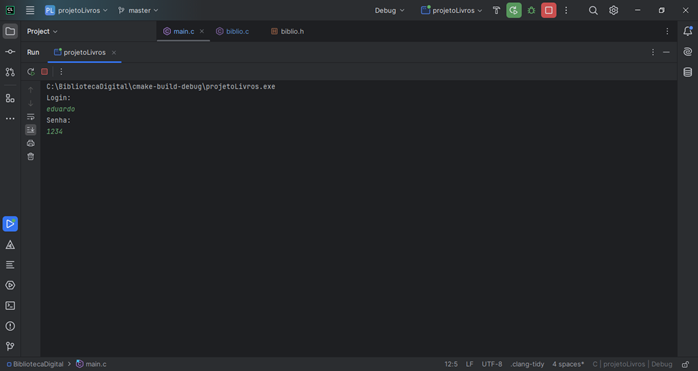 CL PL projetoLivros master Debug projetoLivros
Project main.c biblio.c biblio.h
Run projetoLivros
C:\BibliotecaDigital\cmake-build-debug\projetoLivros.exe
Login:
eduardo
Senha:
1234
BibliotecaDigital main.c 12:5 LF UTF-8 .clang-tidy 4 spaces* C | projetoLivros | Debug